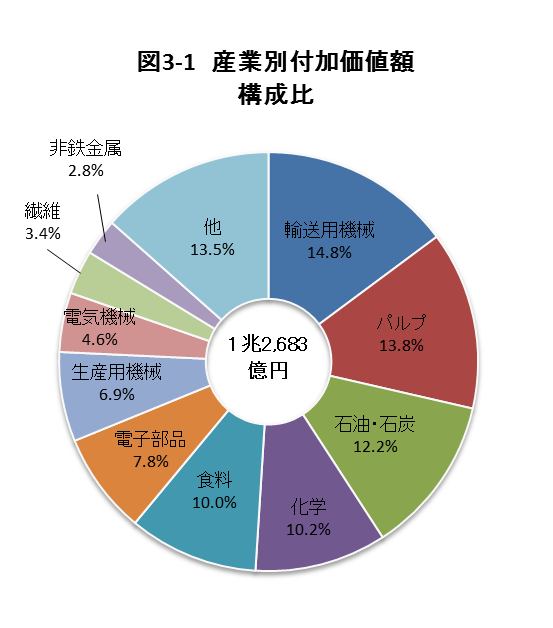 図3-1　産業別付加価値額
構成比
非鉄金属
2.8%
繊維
3.4%
他
13.5%
輸送用機械
14.8%
電気機械
4.6%
パルプ
13.8%
１兆2,683
億円
生産用機械
6.9%
石油・石炭
12.2%
電子部品
7.8%
食料
10.0%
化学
10.2%